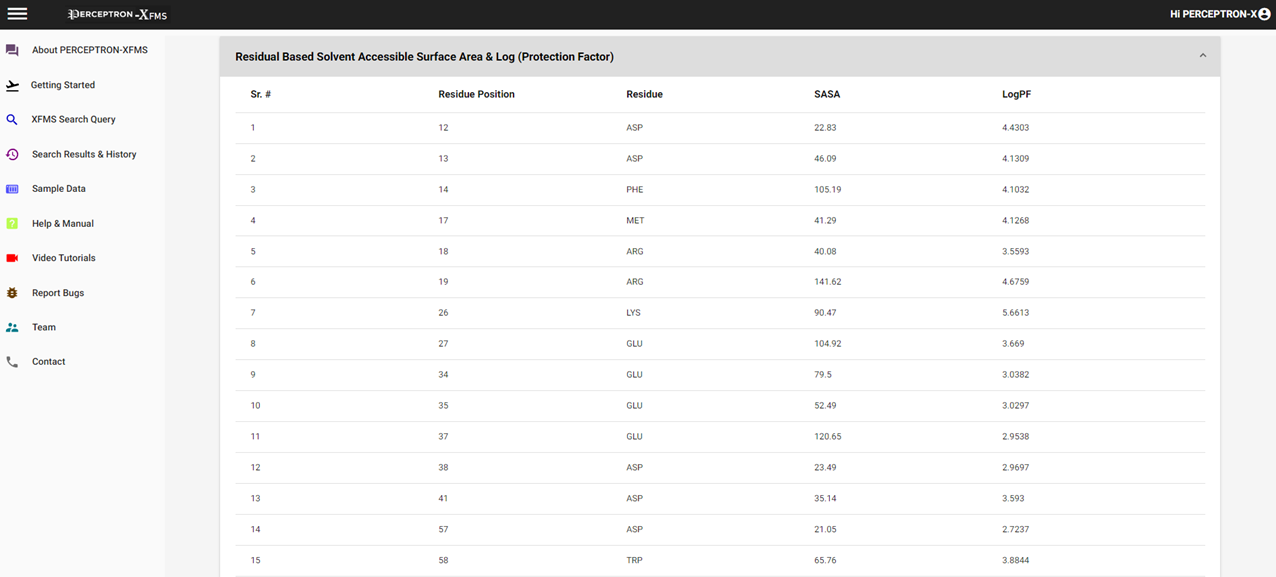 PERCEPTRON-XFMS
Hi PERCEPTRON-X
About PERCEPTRON-XFMS
Getting Started
XFMS Search Query
Search Results & History
Sample Data
Help & Manual
Video Tutorials
Report Bugs
Team
Contact
Residual Based Solvent Accessible Surface Area & Log (Protection Factor)
Sr. # Residue Position Residue SASA LogPF
1 12 ASP 22.83 4.4303
2 13 ASP 46.09 4.1309
3 14 PHE 105.19 4.1032
4 17 MET 41.29 4.1268
5 18 ARG 40.08 3.5593
6 19 ARG 141.62 4.6759
7 26 LYS 90.47 5.6613
8 27 GLU 104.92 3.669
9 34 GLU 79.5 3.0382
10 35 GLU 52.49 3.0297
11 37 GLU 120.65 2.9538
12 38 ASP 23.49 2.9697
13 41 ASP 35.14 3.593
14 57 ASP 21.05 2.7237
15 58 TRP 65.76 3.8844